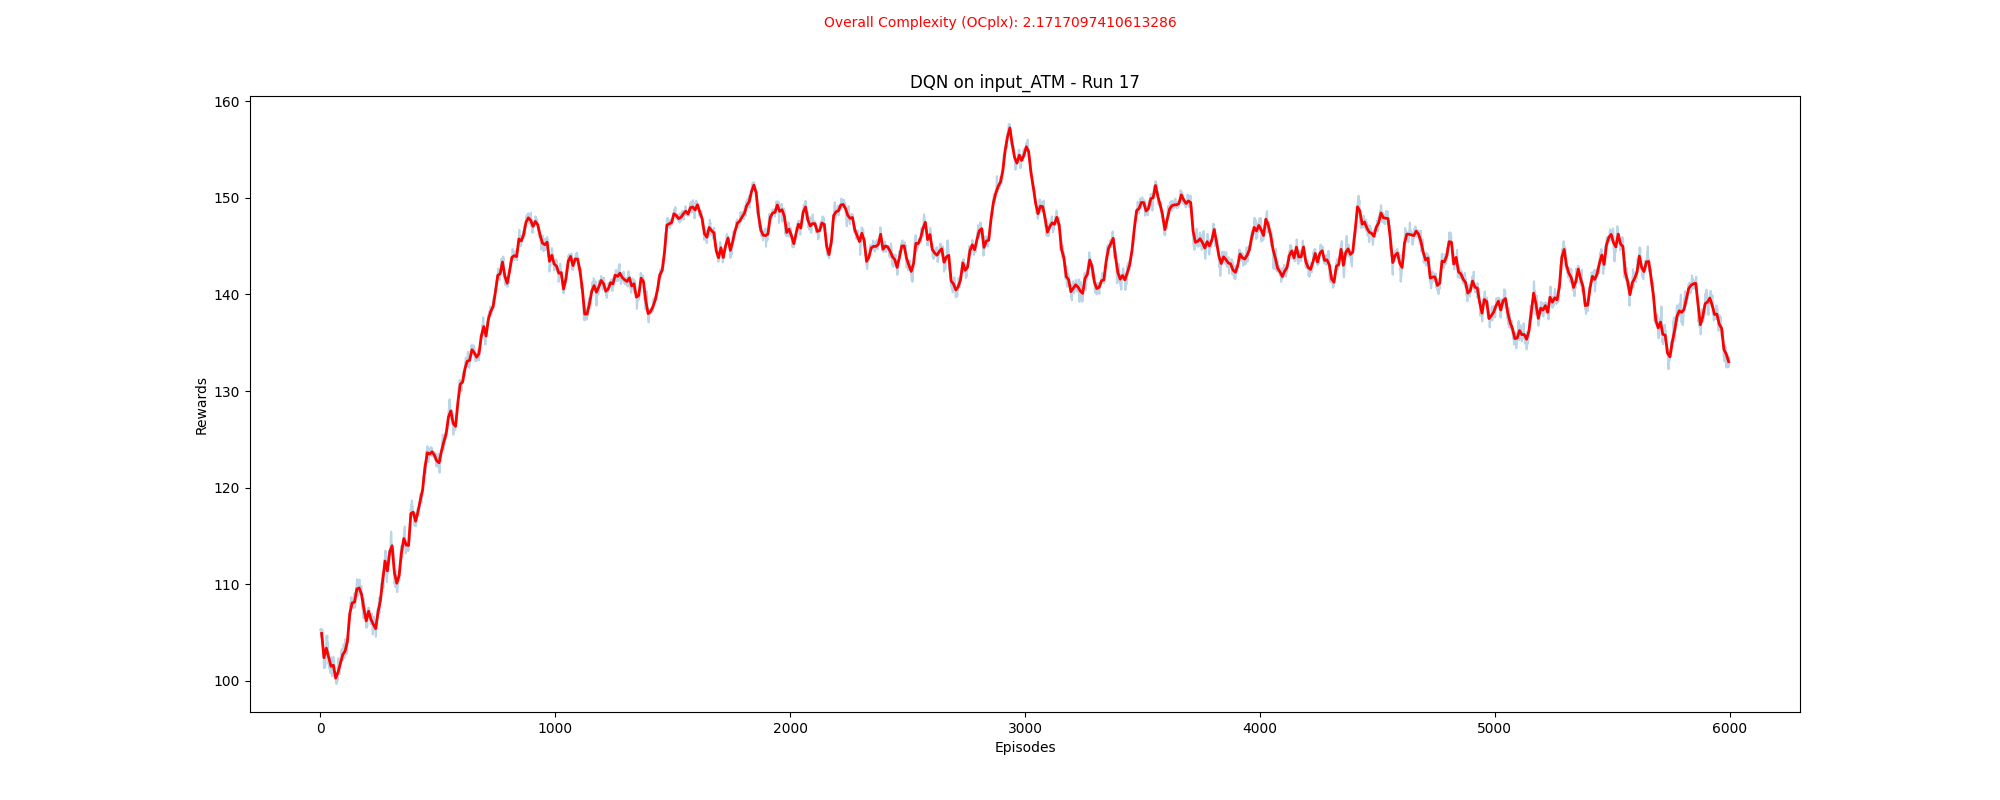 Overall Complexity (OCplx): 2.1717097410613286
DQN on input_ATM - Run 17
160
150
140
130
120
110
100
Rewards
0 1000 2000 3000 4000 5000 6000
Episodes